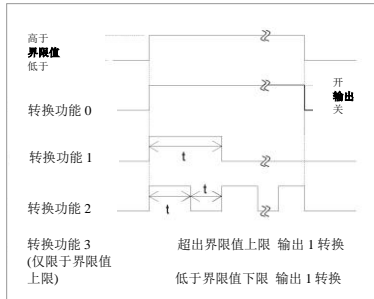 高于
界限值
低于
开
输出
关
转换功能 0
转换功能 1
t
转换功能 2
t
t
转换功能 3
(仅限于界限值
上限)
超出界限值上限 输出 1 转换
低于界限值下限 输出 1 转换